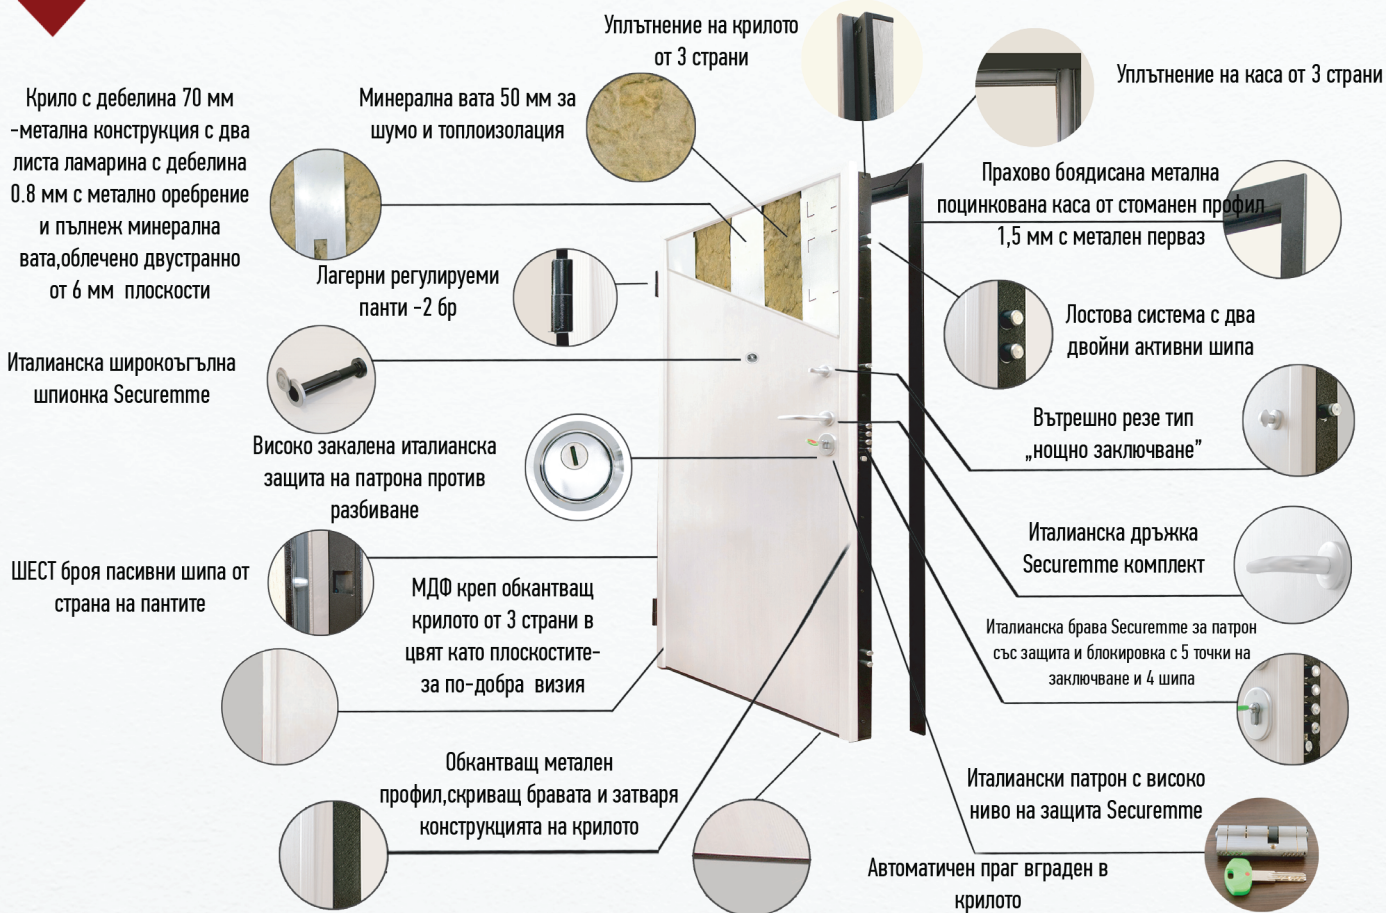 Уплътнение на крилото
от 3 страни
Уплътнение на каса от 3 страни
Крило с дебелина 70 мм
-метална конструкция с два
листа ламарина с дебелина
0.8 мм с метално оребрение
и пълнеж минерална
вата,облечено двустранно
от 6 мм плоскости
Минерална вата 50 мм за
шумо и топлоизолация
Прахово боядисана метална
поцинкована каса от стоманен профил
1,5 мм с метален перваз
Лагерни регулируеми
панти -2 бр
Лостова система с два
двойни активни шипа
Италианска широкоъгълна
шпионка Securemme
Вътрешно резе тип
„нощно заключване”
Високо закалена италианска
защита на патрона против
разбиване
Италианска дръжка
Securemme комплект
ШЕСТ броя пасивни шипа от
страна на пантите
МДФ креп обкантващ
крилото от 3 страни в
цвят като плоскостите-
за по-добра визия
Италианска брава Securemme за патрон
със защита и блокировка с 5 точки на
заключване и 4 шипа
Обкантващ метален
профил,скриващ бравата и затваря
конструкцията на крилото
Италиански патрон с високо
ниво на защита Securemme
Автоматичен праг вграден в
крилото